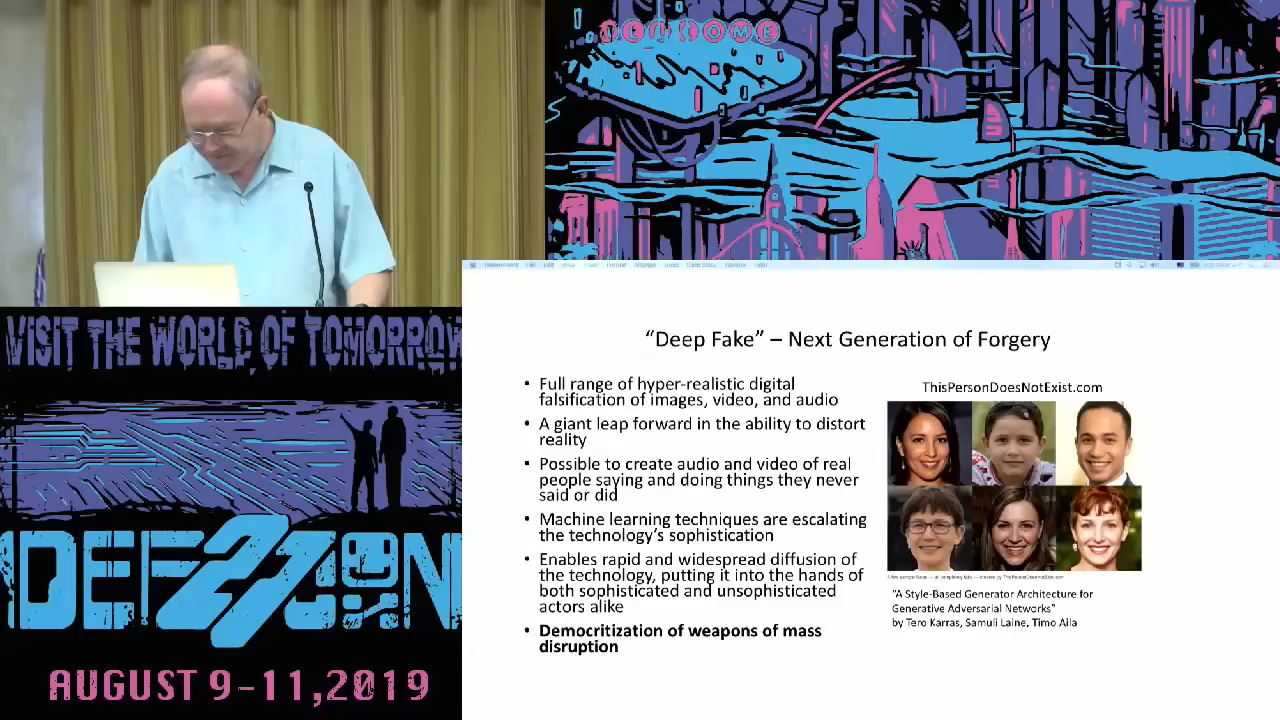 WELCOME
VISIT THE WORLD OF TOMORROW
DEF 27 CON
AUGUST 9-11,2019
“Deep Fake” – Next Generation of Forgery
• Full range of hyper-realistic digital
falsification of images, video, and audio
• A giant leap forward in the ability to distort
reality
• Possible to create audio and video of real
people saying and doing things they never
said or did
• Machine learning techniques are escalating
the technology’s sophistication
• Enables rapid and widespread diffusion of
the technology, putting it into the hands of
both sophisticated and unsophisticated
actors alike
• Democritization of weapons of mass
disruption
ThisPersonDoesNotExist.com
"A Style-Based Generator Architecture for
Generative Adversarial Networks"
by Tero Karras, Samuli Laine, Timo Aila